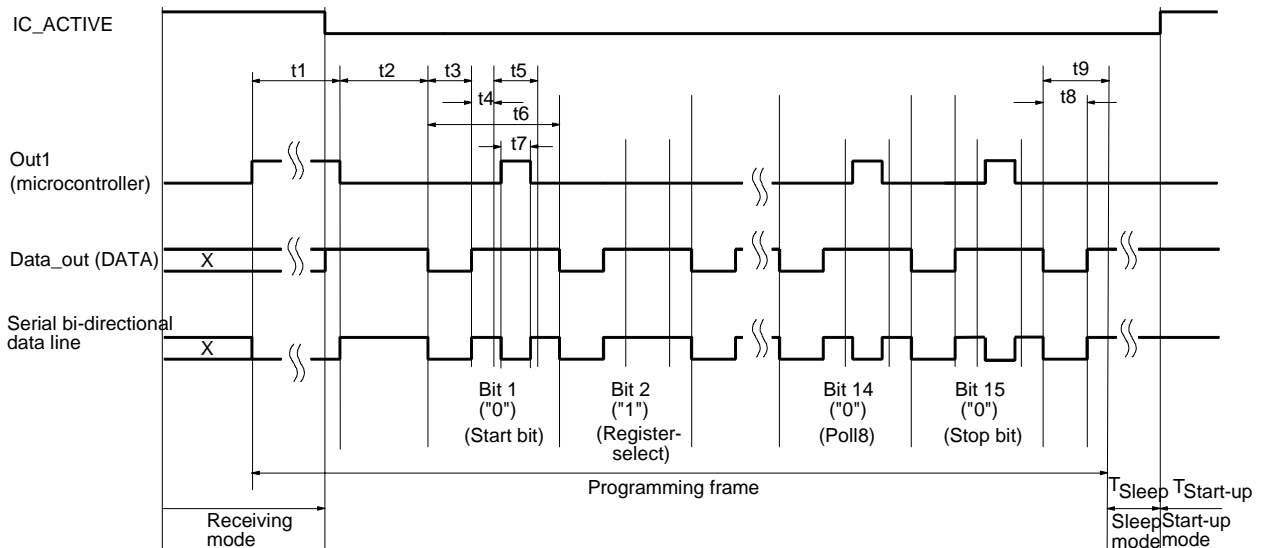 IC_ACTIVE
t1
t2
t3
t5
t9
t4
t6
t8
t7
Out1
(microcontroller)
Data_out (DATA)
X
Serial bi-directional
data line
X
Bit 1
("0")
(Start bit)
Bit 2
("1")
(Register-
select)
Bit 14
("0")
(Poll8)
Bit 15
("0")
(Stop bit)
Programming frame
TSleep
TStart-up
Receiving
mode
Sleep
mode
Start-up
mode